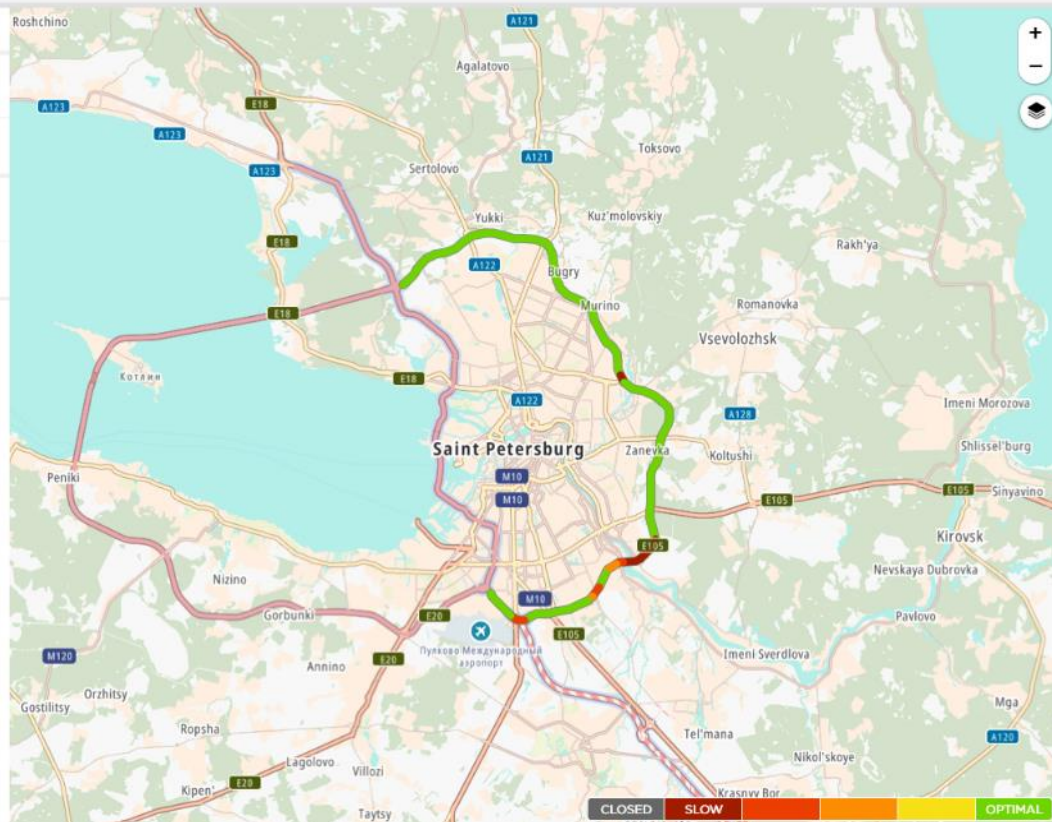 Roshchino
A121
+
Agalatovo
−
E18
A123
A123
A121
Toksovo
Sertolovo
A123
Yukki
Kuz'molovskiy
E18
Rakh'ya
A122
Bugry
Murino
Romanovka
E18
Vsevolozhsk
Котлин
E18
A122
A128
Imeni Morozova
Saint Petersburg
Zanevka
Koltushi
Shlissel'burg
Peniki
M10
M10
E105
E105
Sinyavino
Kirovsk
E105
Nevskaya Dubrovka
Nizino
M10
Gorbunki
E20
Pavlovo
E105
Пулково Международный
аэропорт
M120
E20
Imeni Sverdlova
Annino
Orzhitsy
Gostilitsy
Mga
Ropsha
Tel'mana
A120
Nikol'skoye
Lagolovo
Villozi
E20
Kipen'
Krasnyy Bor
Taytsy
CLOSED SLOW OPTIMAL